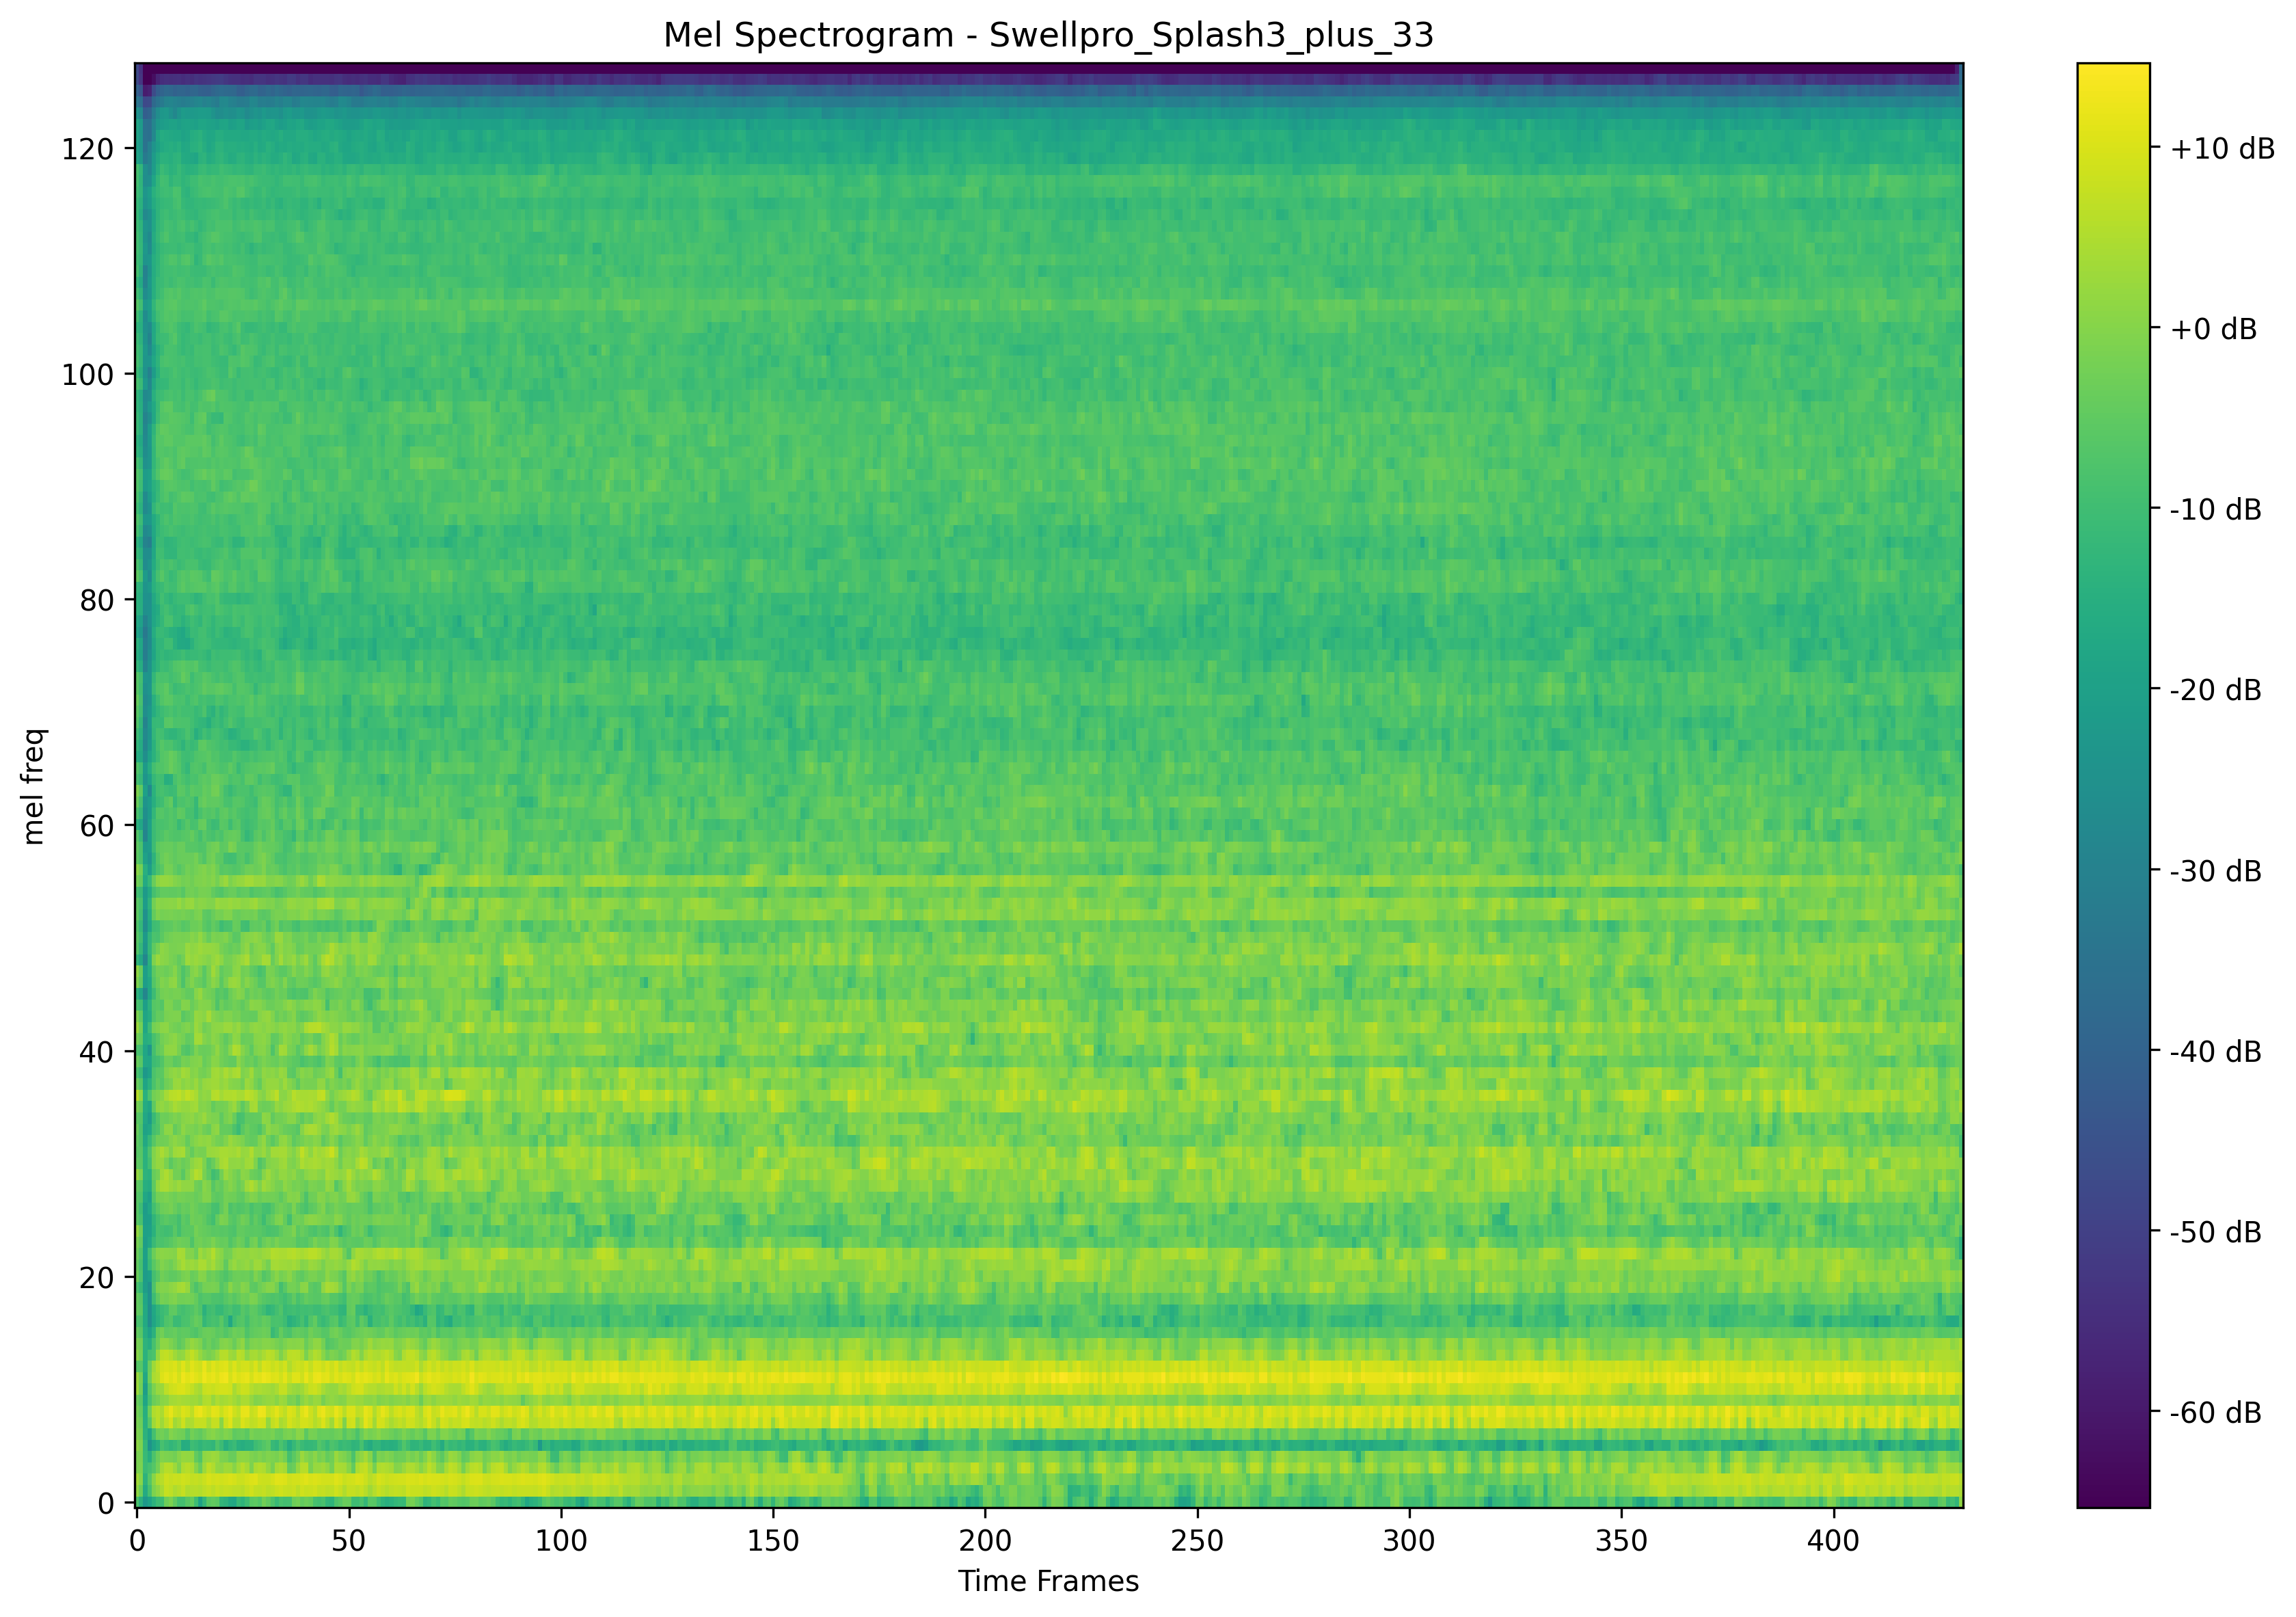 Mel Spectrogram - Swellpro_Splash3_plus_33
mel freq
120
100
80
60
40
20
0
0 50 100 150 200 250 300 350 400
Time Frames
+10 dB
+0 dB
-10 dB
-20 dB
-30 dB
-40 dB
-50 dB
-60 dB